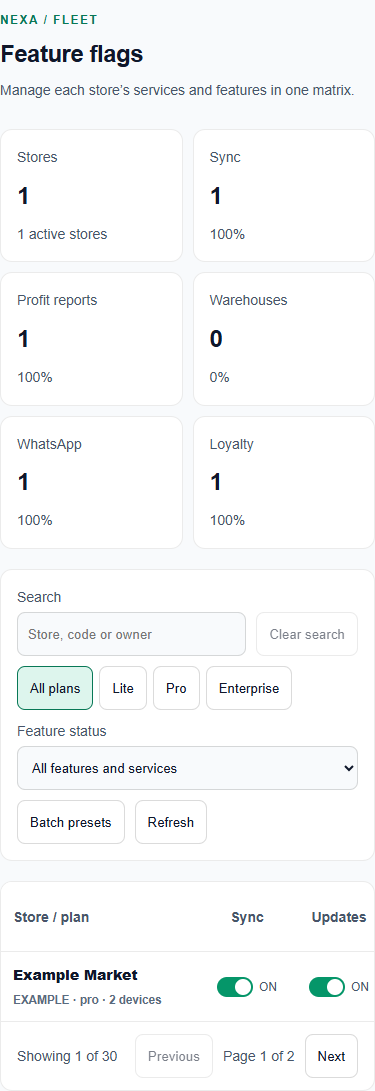 NEXA / FLEET
Feature flags
Manage each store's services and features in one matrix.
Stores
1
1 active stores
Sync
1
100%
Profit reports
1
100%
Warehouses
0
0%
WhatsApp
1
100%
Loyalty
1
100%
Search
Store, code or owner
Clear search
All plans
Lite
Pro
Enterprise
Feature status
All features and services
Batch presets
Refresh
Store / plan
Sync
Updates
Example Market
EXAMPLE · pro · 2 devices
ON
ON
Showing 1 of 30
Previous
Page 1 of 2
Next